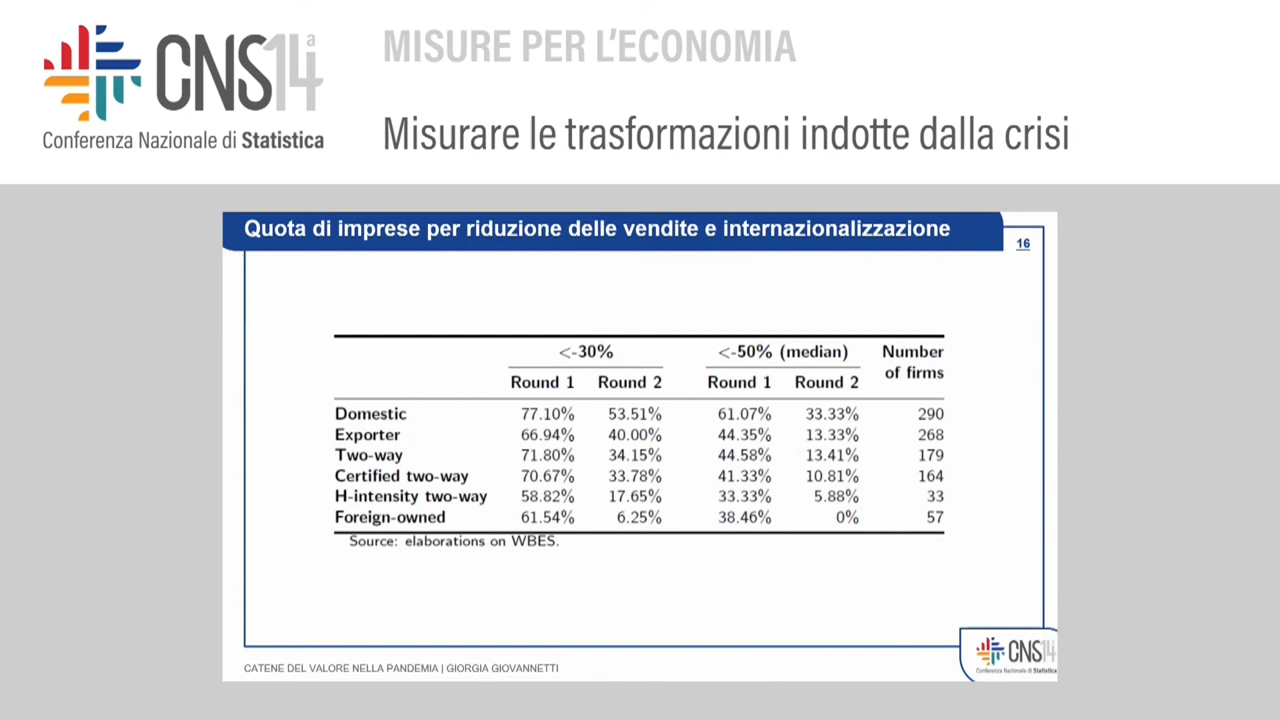 CNS14a
Conferenza Nazionale di Statistica
MISURE PER L'ECONOMIA
Misurare le trasformazioni indotte dalla crisi
Quota di imprese per riduzione delle vendite e internazionalizzazione
16
<-30% <-50% (median) Number of firms
Round 1 Round 2 Round 1 Round 2
Domestic 77.10% 53.51% 61.07% 33.33% 290
Exporter 66.94% 40.00% 44.35% 13.33% 268
Two-way 71.80% 34.15% 44.58% 13.41% 179
Certified two-way 70.67% 33.78% 41.33% 10.81% 164
H-intensity two-way 58.82% 17.65% 33.33% 5.88% 33
Foreign-owned 61.54% 6.25% 38.46% 0% 57
Source: elaborations on WBES.
CATENE DEL VALORE NELLA PANDEMIA | GIORGIA GIOVANNETTI
CNS14
Conferenza Nazionale di Statistica